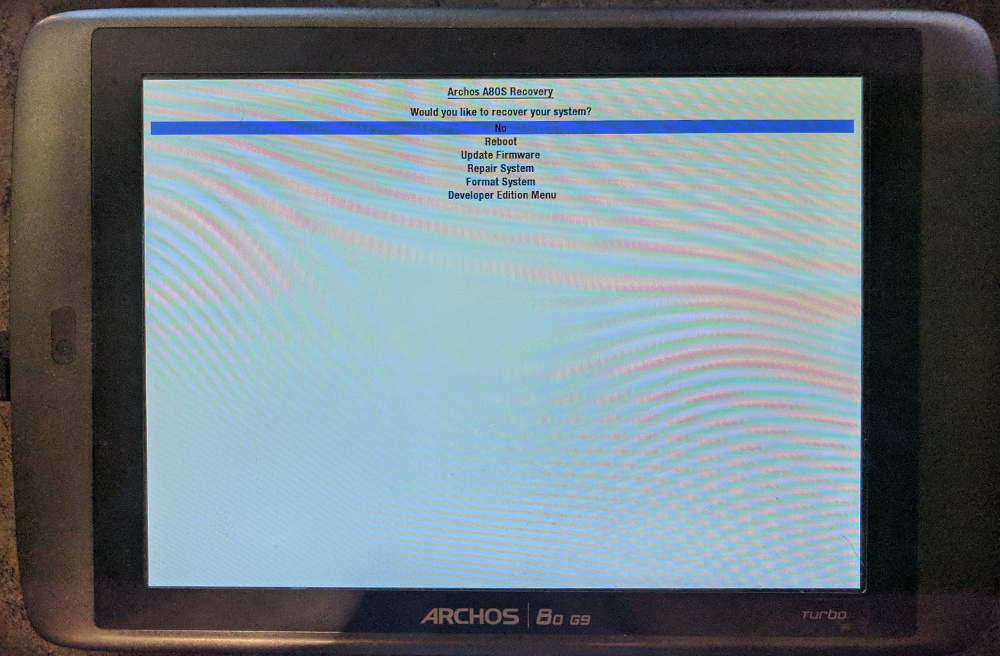 Archos A80S Recovery
Would you like to recover your system?
No
Reboot
Update Firmware
Repair System
Format System
Developer Edition Menu
ARCHOS | 80 G9
Turbo